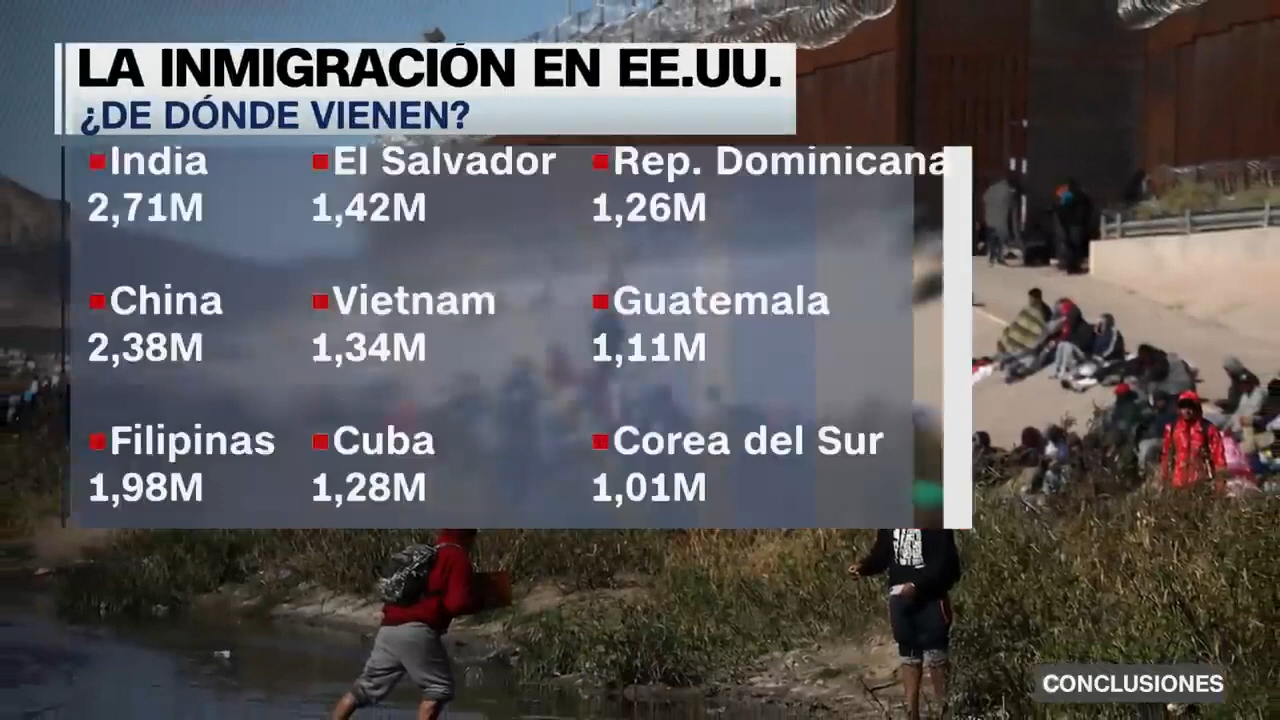 LA INMIGRACIÓN EN EE.UU.
¿DE DÓNDE VIENEN?
India
2,71M
El Salvador
1,42M
Rep. Dominicana
1,26M
China
2,38M
Vietnam
1,34M
Guatemala
1,11M
Filipinas
1,98M
Cuba
1,28M
Corea del Sur
1,01M
CONCLUSIONES